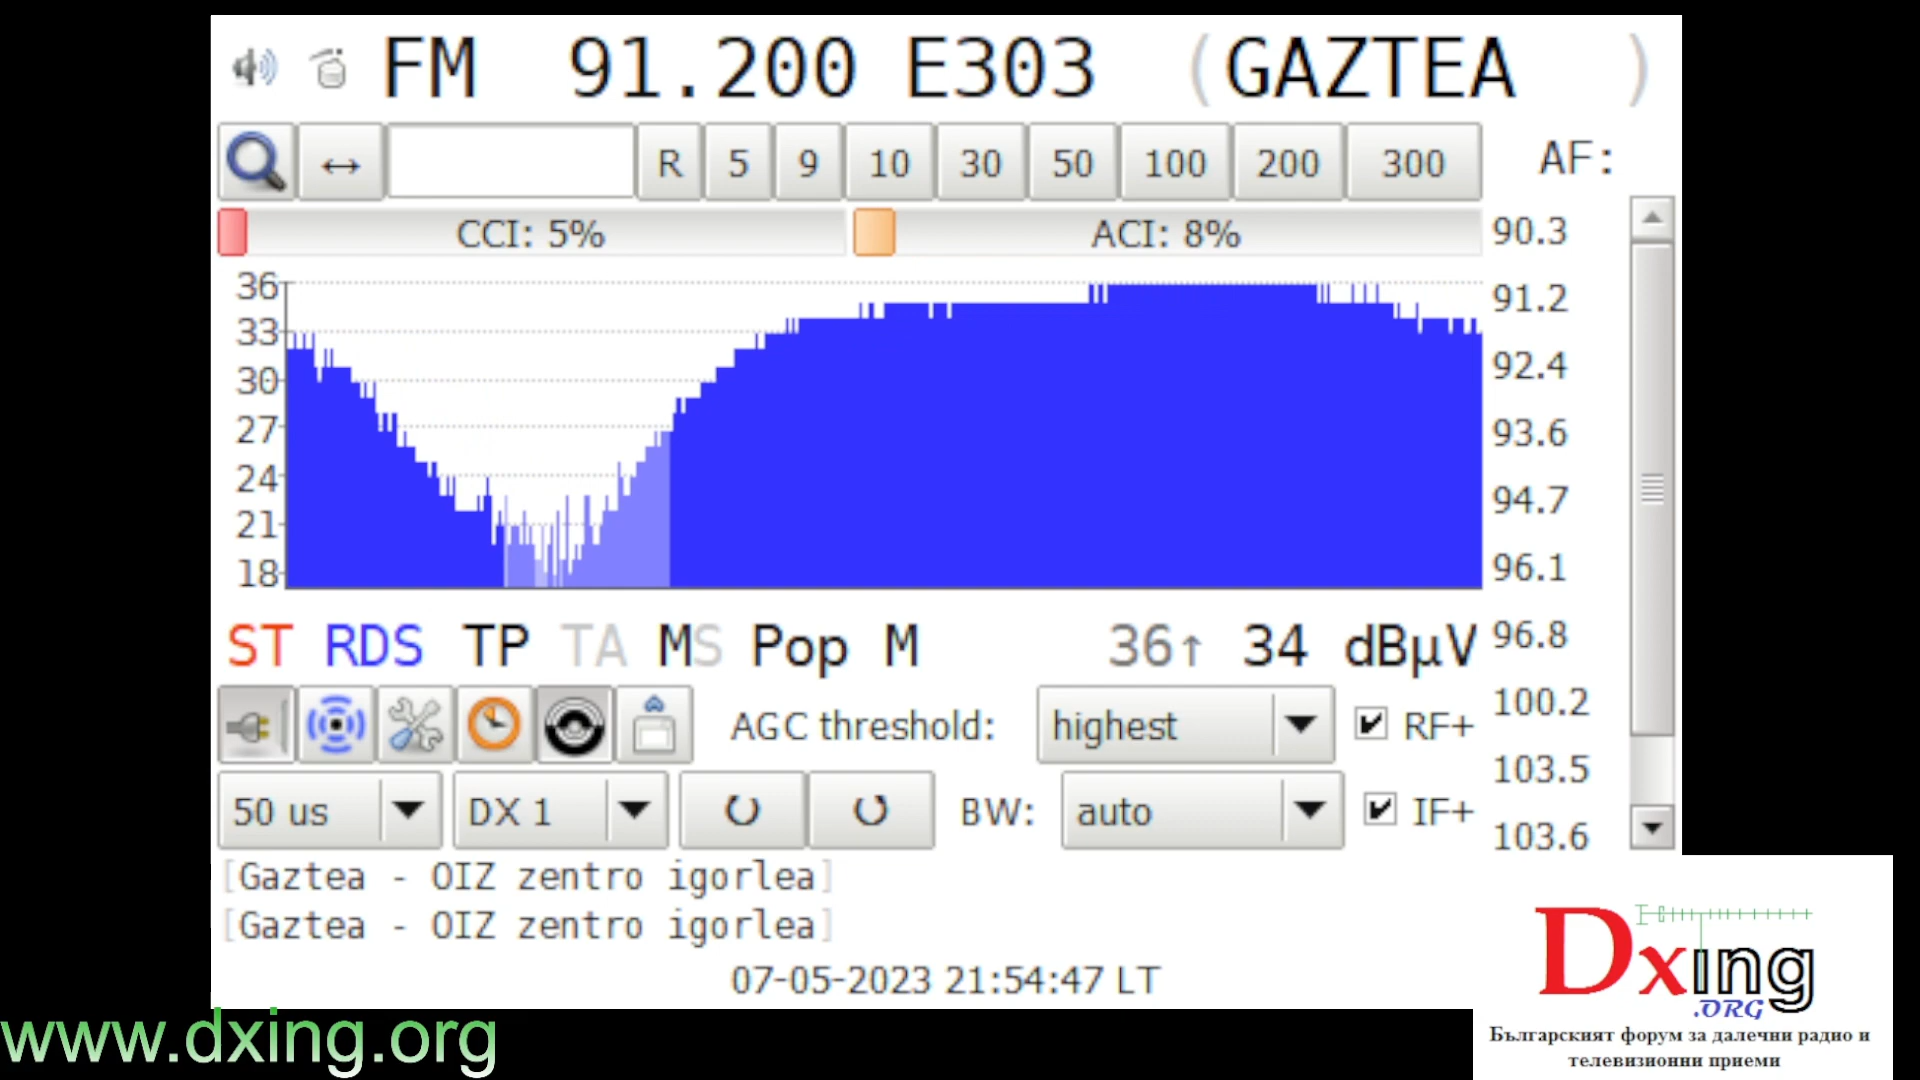 FM 91.200 E303 (GAZTEA )
R 5 9 10 30 50 100 200 300 AF:
CCI: 5% ACI: 8%
90.3
91.2
92.4
93.6
94.7
96.1
96.8
100.2
103.5
103.6
36
33
30
27
24
21
18
ST RDS TP TA MS Pop M 36↑ 34 dBµV
AGC threshold: highest RF+
50 us DX 1 BW: auto IF+
[Gaztea - OIZ zentro igorlea]
[Gaztea - OIZ zentro igorlea]
07-05-2023 21:54:47 LT
www.dxing.org
Dxing
.ORG
Българският форум за далечни радио и
телевизионни приеми